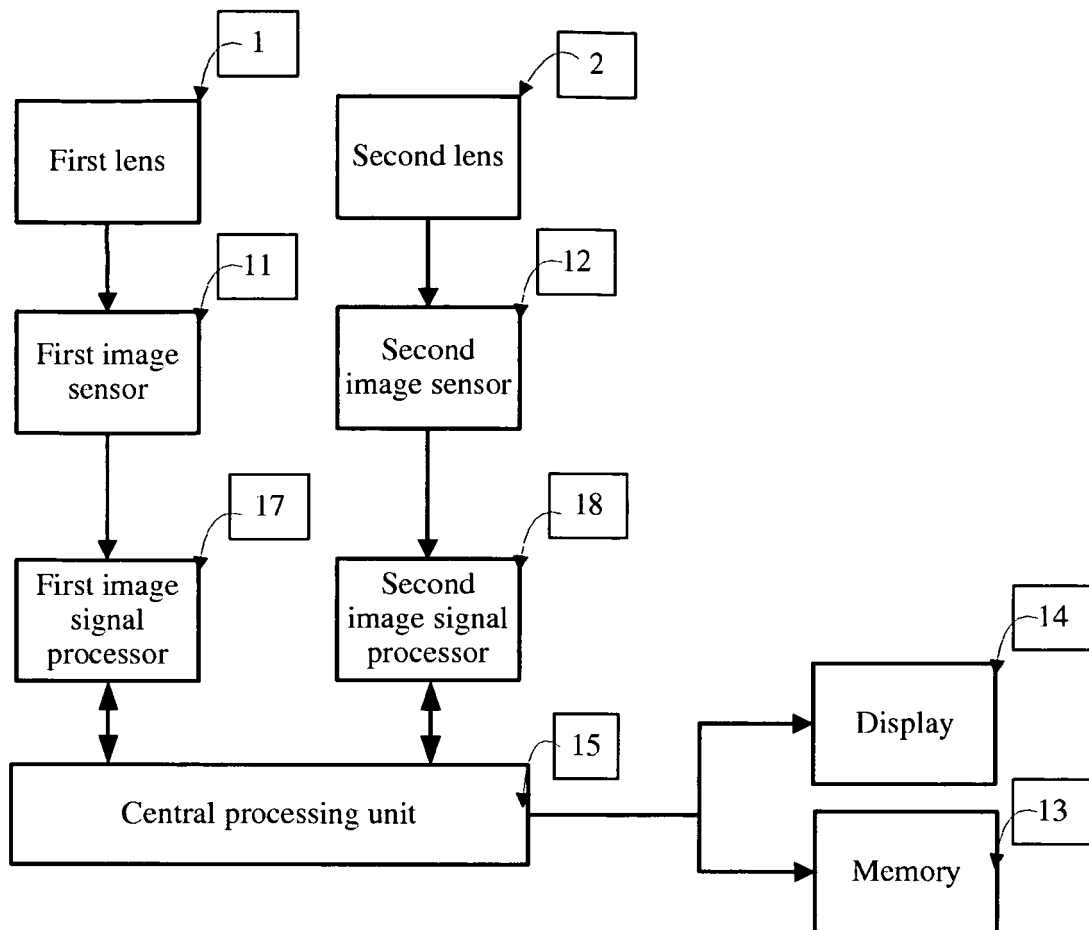 1
2
First lens
Second lens
11
12
First image
sensor
Second
image sensor
17
18
First image
signal
processor
Second
image signal
processor
14
Display
15
Central processing unit
13
Memory